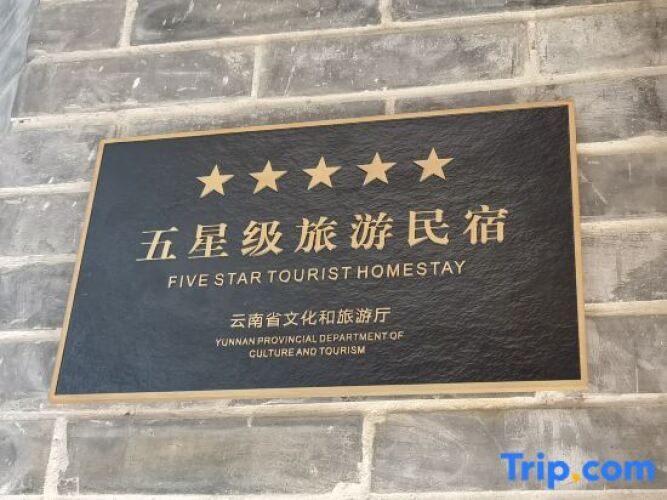 五星级旅游民宿
FIVE STAR TOURIST HOMESTAY
云南省文化和旅游厅
YUNNAN PROVINCIAL DEPARTMENT OF
CULTURE AND TOURISM
Trip.com